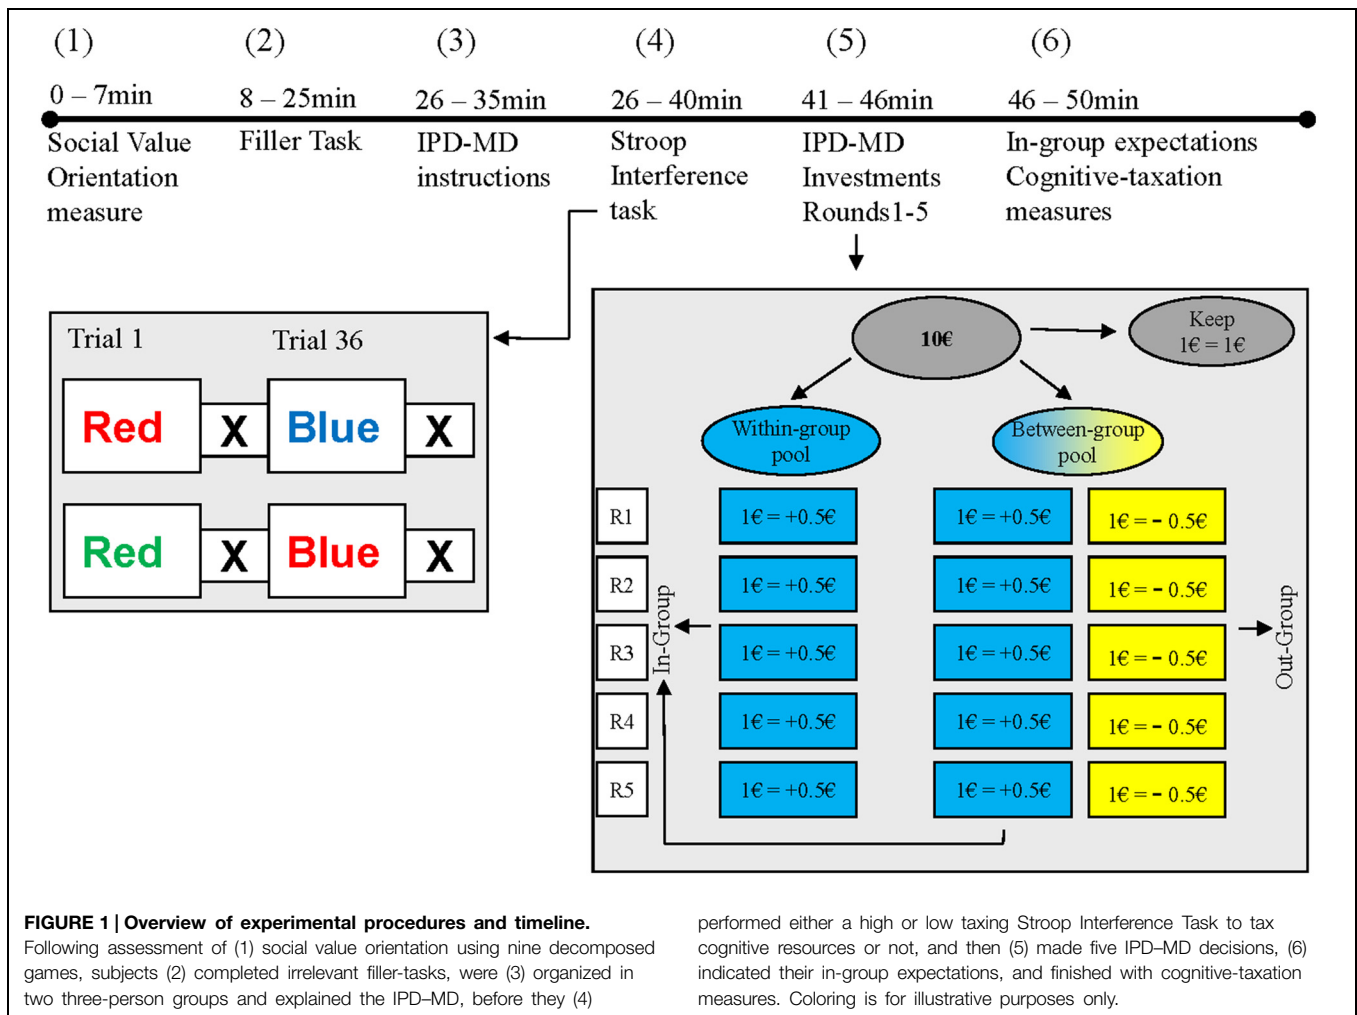 (1) (2) (3) (4) (5) (6)
0 – 7min 8 – 25min 26 – 35min 26 – 40min 41 – 46min 46 – 50min
Social Value
Orientation
measure
Filler Task
IPD-MD
instructions
Stroop
Interference
task
IPD-MD
Investments
Rounds1-5
In-group expectations
Cognitive-taxation
measures
Trial 1 Trial 36
Red X Blue X
Red X Blue X
10€
Keep
1€ = 1€
Within-group
pool
Between-group
pool
R1 1€ = +0.5€ 1€ = +0.5€ 1€ = - 0.5€
R2 1€ = +0.5€ 1€ = +0.5€ 1€ = - 0.5€
R3 1€ = +0.5€ 1€ = +0.5€ 1€ = - 0.5€
R4 1€ = +0.5€ 1€ = +0.5€ 1€ = - 0.5€
R5 1€ = +0.5€ 1€ = +0.5€ 1€ = - 0.5€
In-Group
Out-Group
FIGURE 1 | Overview of experimental procedures and timeline.
Following assessment of (1) social value orientation using nine decomposed
games, subjects (2) completed irrelevant filler-tasks, were (3) organized in
two three-person groups and explained the IPD–MD, before they (4)
performed either a high or low taxing Stroop Interference Task to tax
cognitive resources or not, and then (5) made five IPD–MD decisions, (6)
indicated their in-group expectations, and finished with cognitive-taxation
measures. Coloring is for illustrative purposes only.